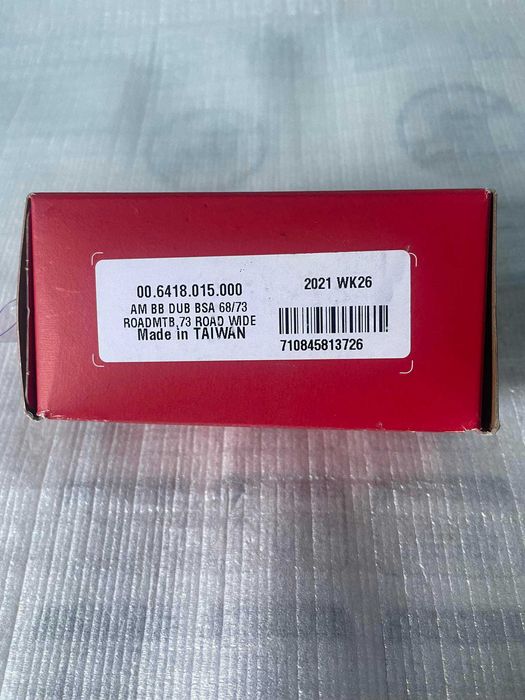 00.6418.015.000
AM BB DUB BSA 68/73
ROADMTB,73 ROAD WIDE
Made in TAIWAN
2021 WK26
710845813726